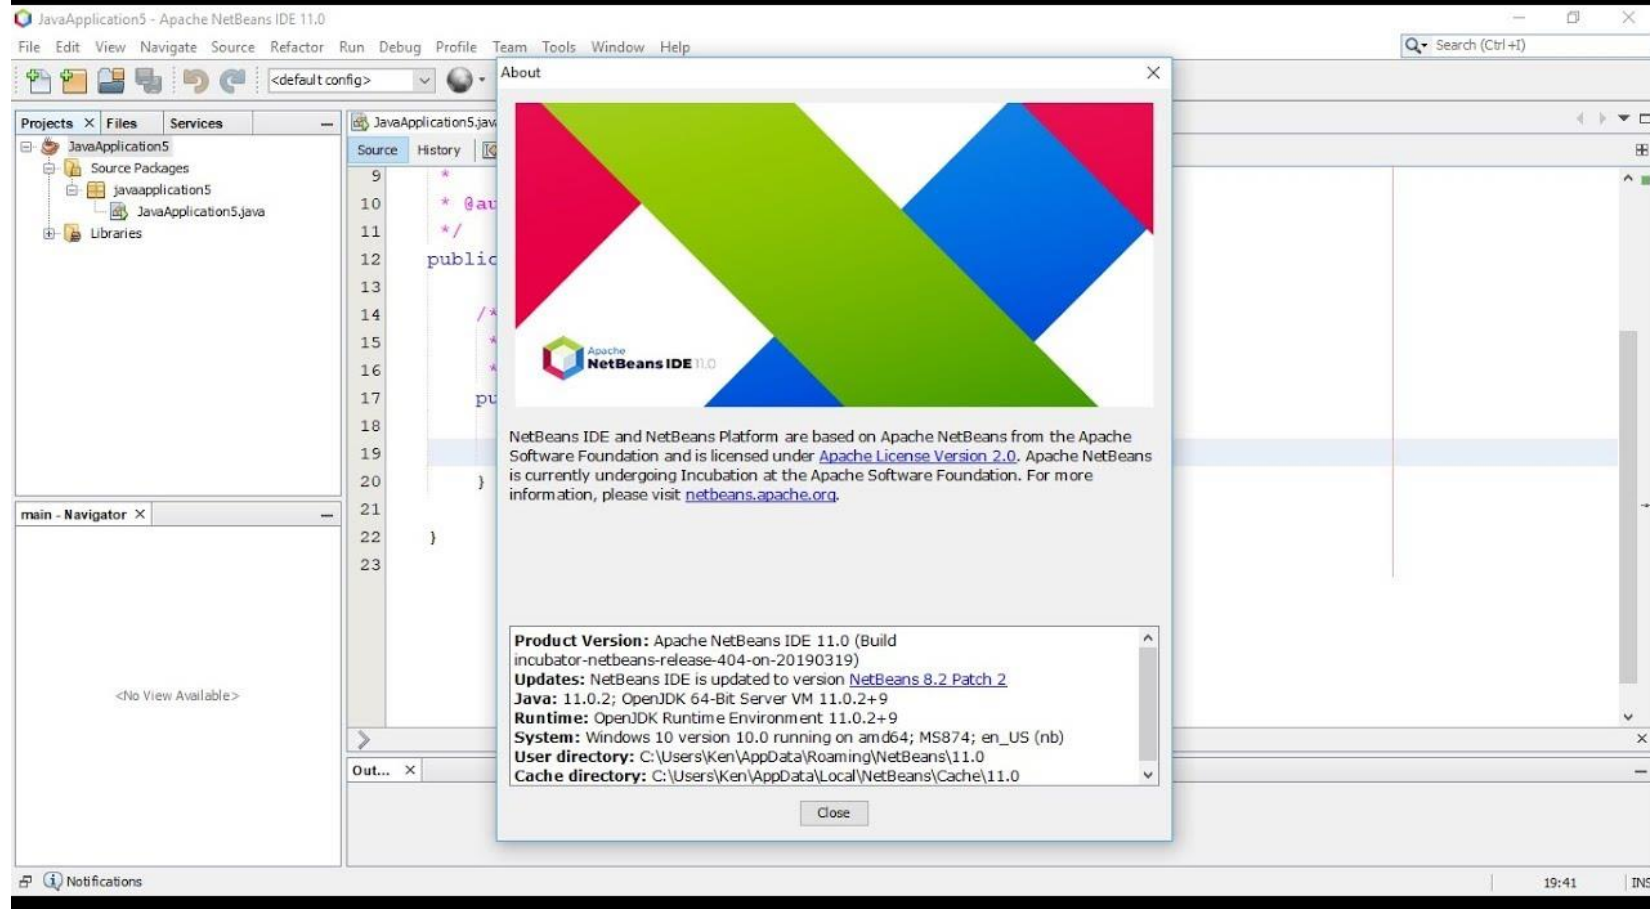 JavaApplication5 - Apache NetBeans IDE 11.0
File Edit View Navigate Source Refactor Run Debug Profile Team Tools Window Help
Search (Ctrl+I)
<default config>
Projects Files Services
JavaApplication5
Source Packages
javaapplication5
JavaApplication5.java
Libraries
main - Navigator
<No View Available>
JavaApplication5.jav
Source History
9 *
10 * @au
11 */
12 public
13
14 /*
15 *
16 *
17 pu
18
19
20 }
21
22 }
23
Out...
About
Apache
NetBeans IDE 11.0
NetBeans IDE and NetBeans Platform are based on Apache NetBeans from the Apache
Software Foundation and is licensed under Apache License Version 2.0. Apache NetBeans
is currently undergoing Incubation at the Apache Software Foundation. For more
information, please visit netbeans.apache.org.
Product Version: Apache NetBeans IDE 11.0 (Build
incubator-netbeans-release-404-on-20190319)
Updates: NetBeans IDE is updated to version NetBeans 8.2 Patch 2
Java: 11.0.2; OpenJDK 64-Bit Server VM 11.0.2+9
Runtime: OpenJDK Runtime Environment 11.0.2+9
System: Windows 10 version 10.0 running on amd64; MS874; en_US (nb)
User directory: C:\Users\Ken\AppData\Roaming\NetBeans\11.0
Cache directory: C:\Users\Ken\AppData\Local\NetBeans\Cache\11.0
Close
Notifications
19:41 INS